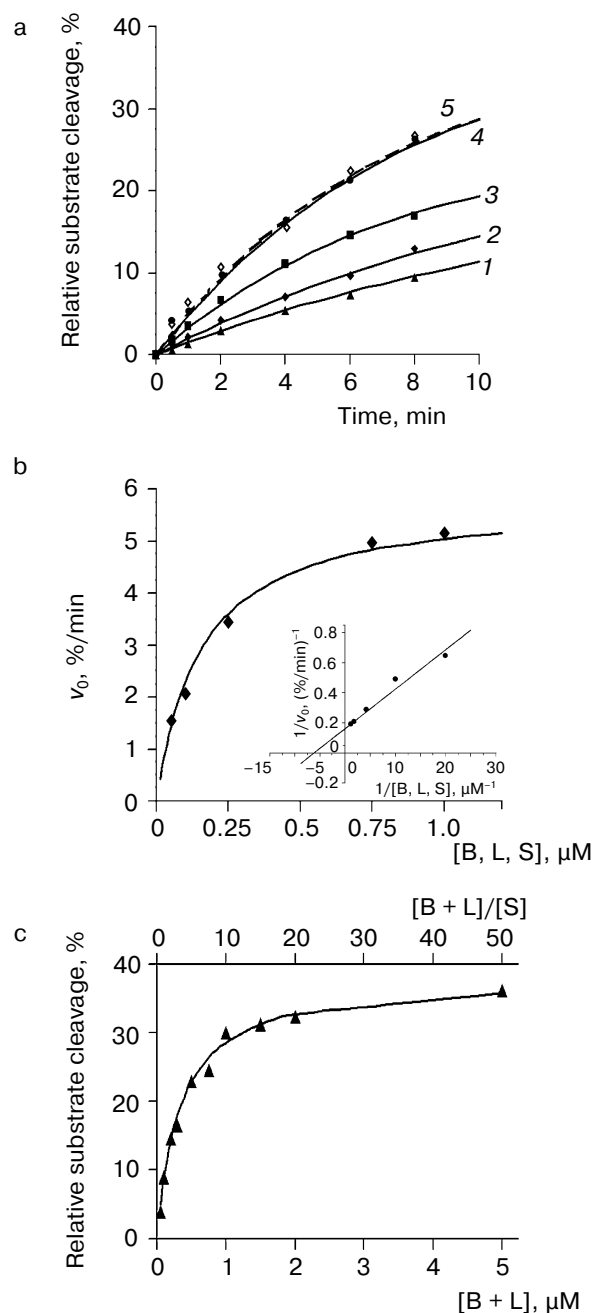 a
Relative substrate cleavage, %
40
30
20
10
0
5
4
3
2
1
0 2 4 6 8 10
Time, min
b
v0, %/min
6
5
4
3
2
1
0
0 0.25 0.5 0.75 1.0
[B, L, S], µM
1/v0, (%/min)−1
0.8
0.6
0.4
0.2
0
−0.2
−15 −5 0 10 20 30
1/[B, L, S], µM−1
c
[B + L]/[S]
0 10 20 30 40 50
Relative substrate cleavage, %
40
30
20
10
0
0 1 2 3 4 5
[B + L], µM